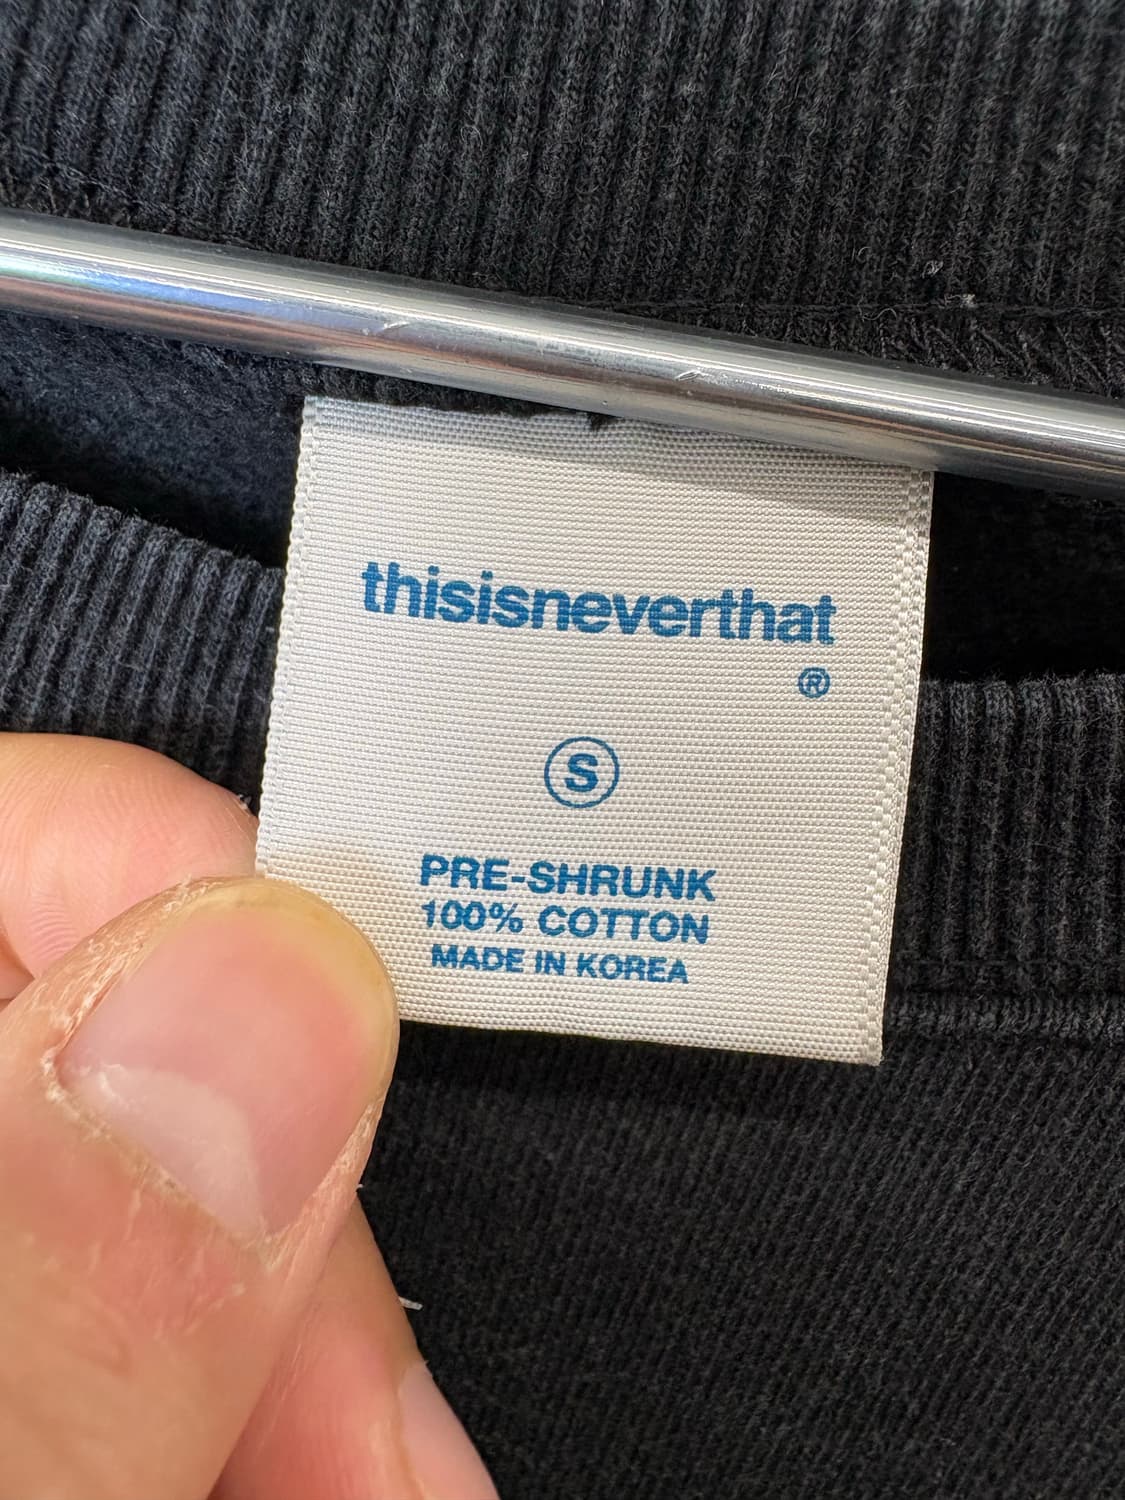 thisisneverthat
®
S
PRE-SHRUNK
100% COTTON
MADE IN KOREA